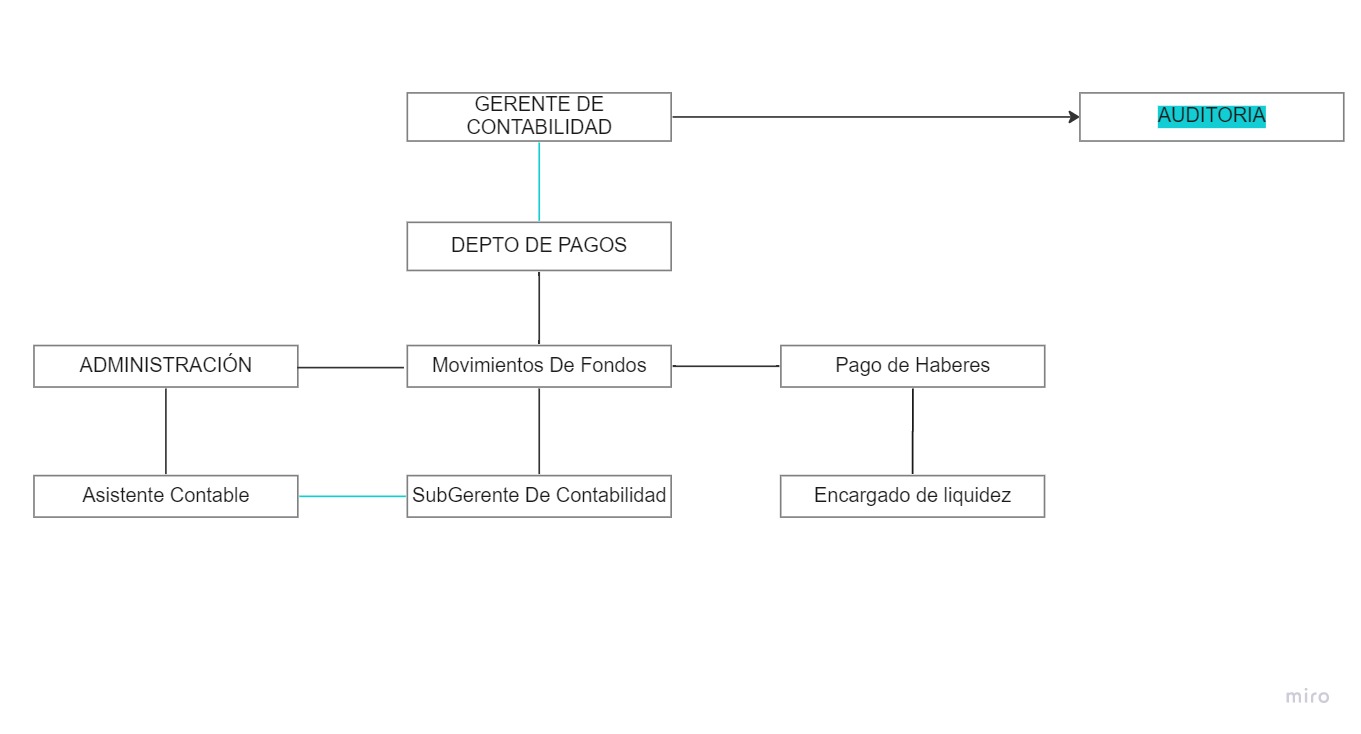 GERENTE DE
CONTABILIDAD
AUDITORIA
DEPTO DE PAGOS
ADMINISTRACIÓN
Movimientos De Fondos
Pago de Haberes
Asistente Contable
SubGerente De Contabilidad
Encargado de liquidez
miro